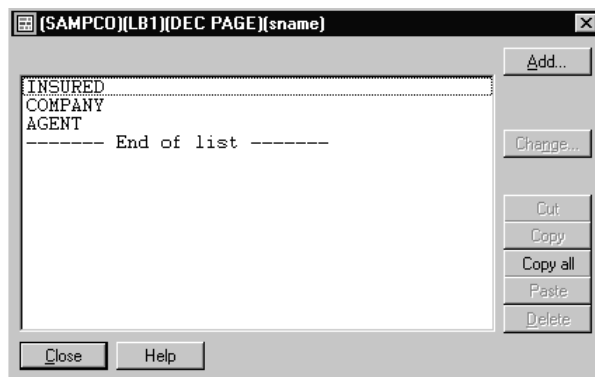 (SAMPCO)(LB1)(DEC PAGE)(sname)
Add...
INSURED
COMPANY
AGENT
------- End of list -------
Change...
Cut
Copy
Copy all
Paste
Delete
Close
Help